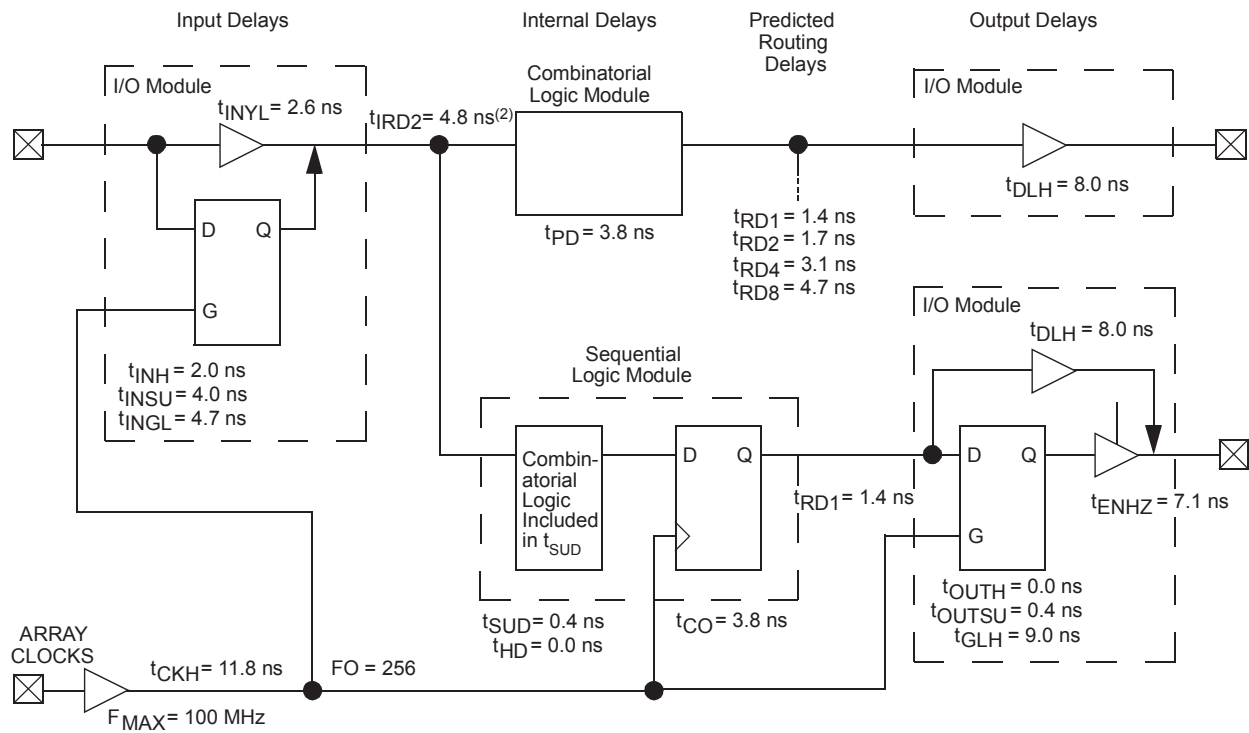 Input Delays
Internal Delays
Predicted
Routing
Delays
Output Delays
I/O Module
tINYL = 2.6 ns
tIRD2 = 4.8 ns(2)
Combinatorial
Logic Module
I/O Module
tDLH = 8.0 ns
D
Q
G
tPD = 3.8 ns
tRD1 = 1.4 ns
tRD2 = 1.7 ns
tRD4 = 3.1 ns
tRD8 = 4.7 ns
tINH = 2.0 ns
tINSU = 4.0 ns
tINGL = 4.7 ns
Sequential
Logic Module
I/O Module
tDLH = 8.0 ns
Combin-
atorial
Logic
Included
in tSUD
D
Q
tRD1 = 1.4 ns
D
Q
G
tENHZ = 7.1 ns
tSUD = 0.4 ns
tHD = 0.0 ns
tCO = 3.8 ns
tOUTH = 0.0 ns
tOUTSU = 0.4 ns
tGLH = 9.0 ns
ARRAY
CLOCKS
tCKH = 11.8 ns
FO = 256
FMAX = 100 MHz